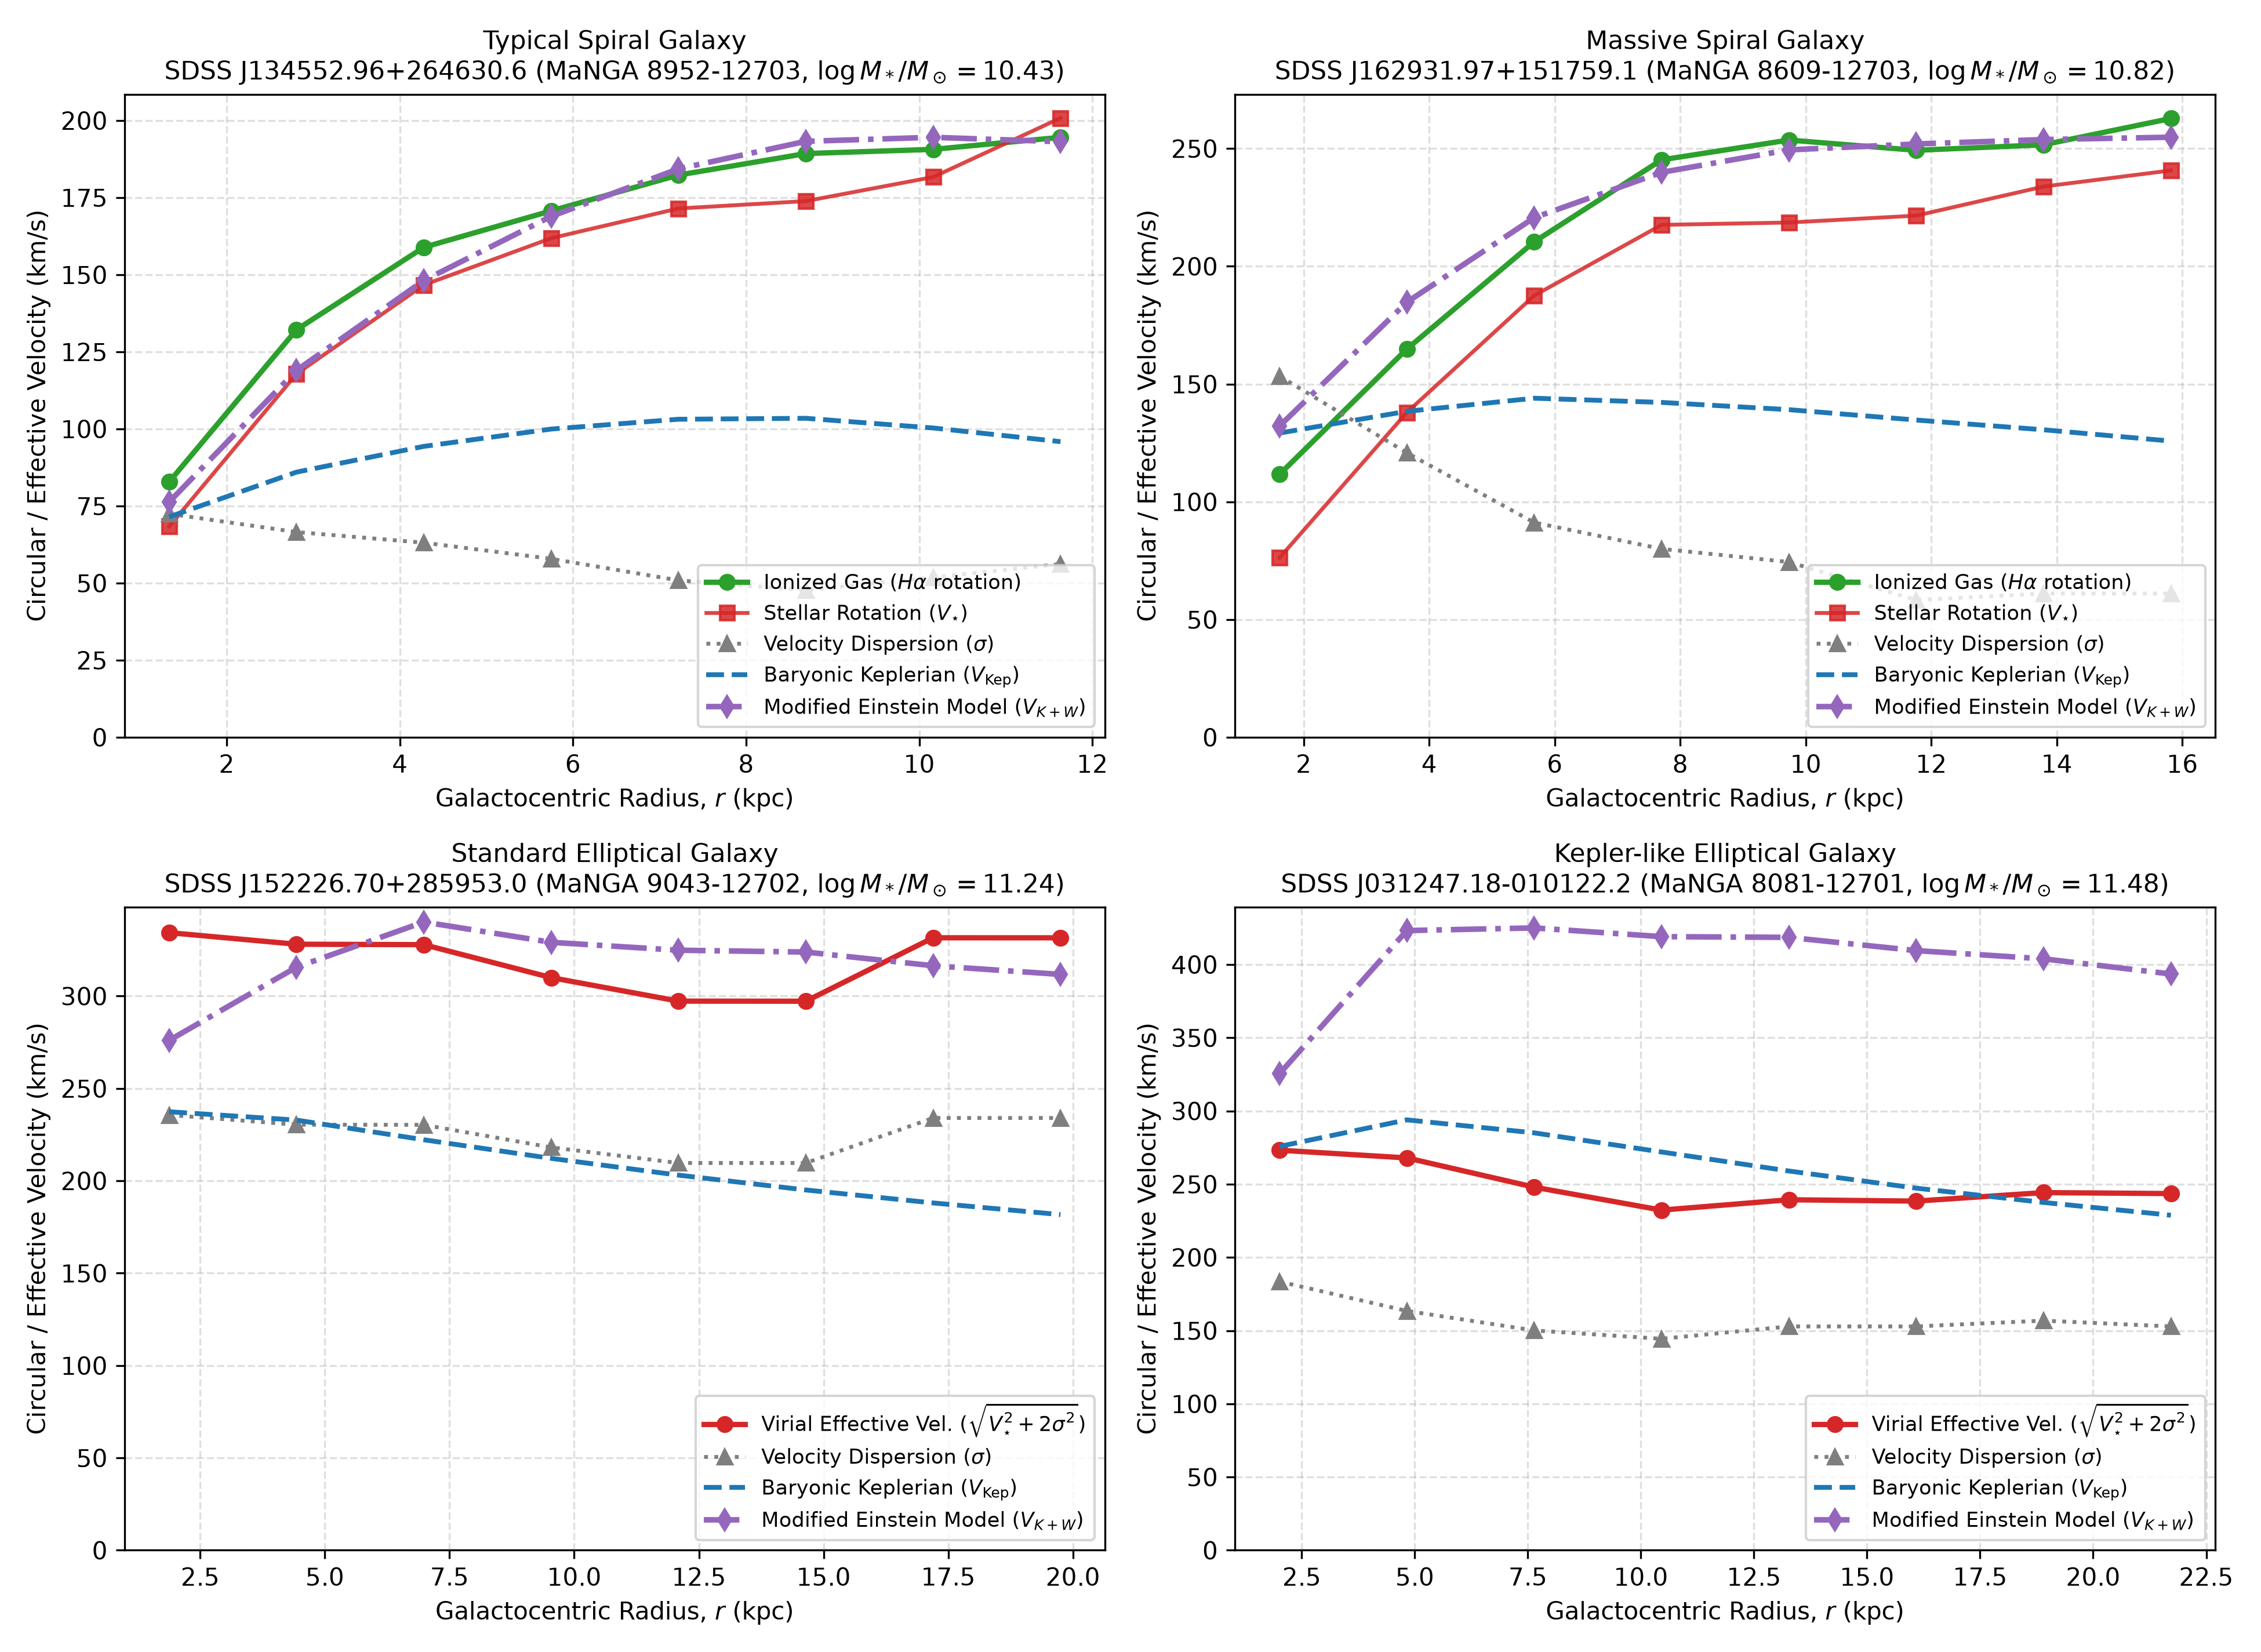 Typical Spiral Galaxy
SDSS J134552.96+264630.6 (MaNGA 8952-12703, log M∗/M⊙ = 10.43)
Circular / Effective Velocity (km/s)
200
175
150
125
100
75
50
25
0
Ionized Gas (Hα rotation)
Stellar Rotation (V⋆)
Velocity Dispersion (σ)
Baryonic Keplerian (V_Kep)
Modified Einstein Model (V_K+W)
2 4 6 8 10 12
Galactocentric Radius, r (kpc)
Massive Spiral Galaxy
SDSS J162931.97+151759.1 (MaNGA 8609-12703, log M∗/M⊙ = 10.82)
Circular / Effective Velocity (km/s)
250
200
150
100
50
0
Ionized Gas (Hα rotation)
Stellar Rotation (V⋆)
Velocity Dispersion (σ)
Baryonic Keplerian (V_Kep)
Modified Einstein Model (V_K+W)
2 4 6 8 10 12 14 16
Galactocentric Radius, r (kpc)
Standard Elliptical Galaxy
SDSS J152226.70+285953.0 (MaNGA 9043-12702, log M∗/M⊙ = 11.24)
Circular / Effective Velocity (km/s)
300
250
200
150
100
50
0
Virial Effective Vel. (√V⋆² + 2σ²)
Velocity Dispersion (σ)
Baryonic Keplerian (V_Kep)
Modified Einstein Model (V_K+W)
2.5 5.0 7.5 10.0 12.5 15.0 17.5 20.0
Galactocentric Radius, r (kpc)
Kepler-like Elliptical Galaxy
SDSS J031247.18-010122.2 (MaNGA 8081-12701, log M∗/M⊙ = 11.48)
Circular / Effective Velocity (km/s)
400
350
300
250
200
150
100
50
0
Virial Effective Vel. (√V⋆² + 2σ²)
Velocity Dispersion (σ)
Baryonic Keplerian (V_Kep)
Modified Einstein Model (V_K+W)
2.5 5.0 7.5 10.0 12.5 15.0 17.5 20.0 22.5
Galactocentric Radius, r (kpc)